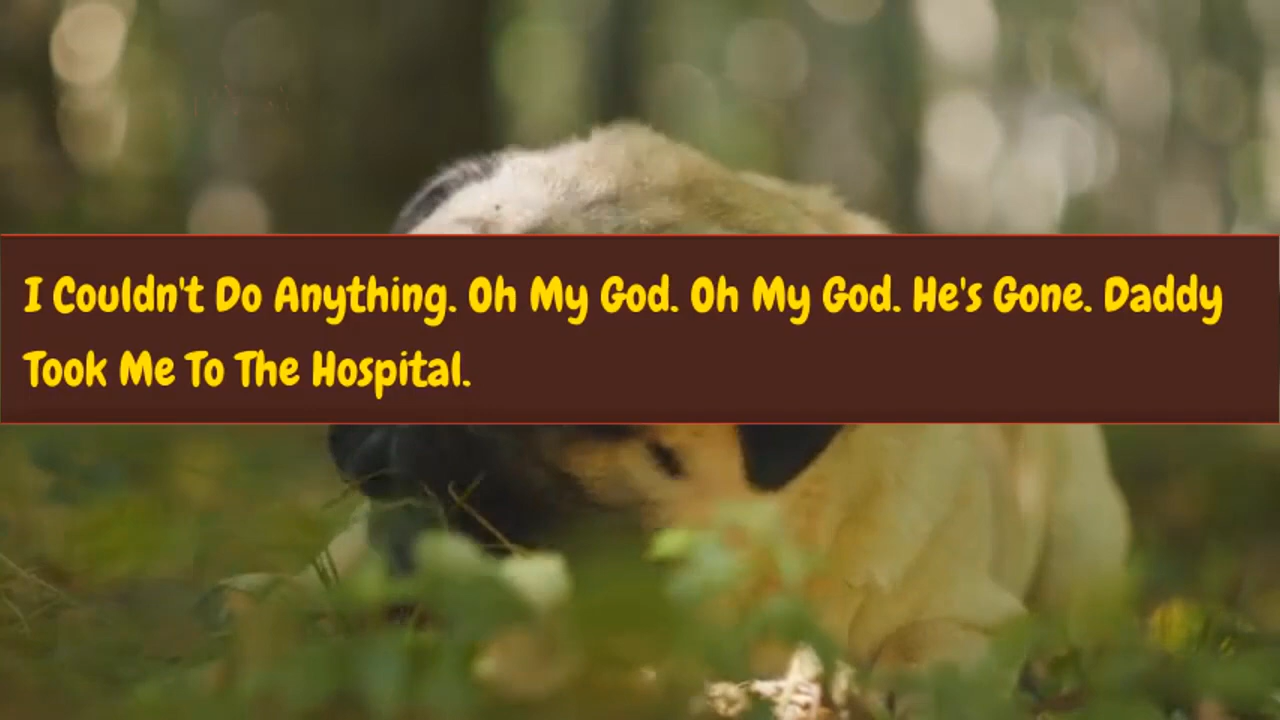 I Couldn't Do Anything. Oh My God. Oh My God. He's Gone. Daddy
Took Me To The Hospital.